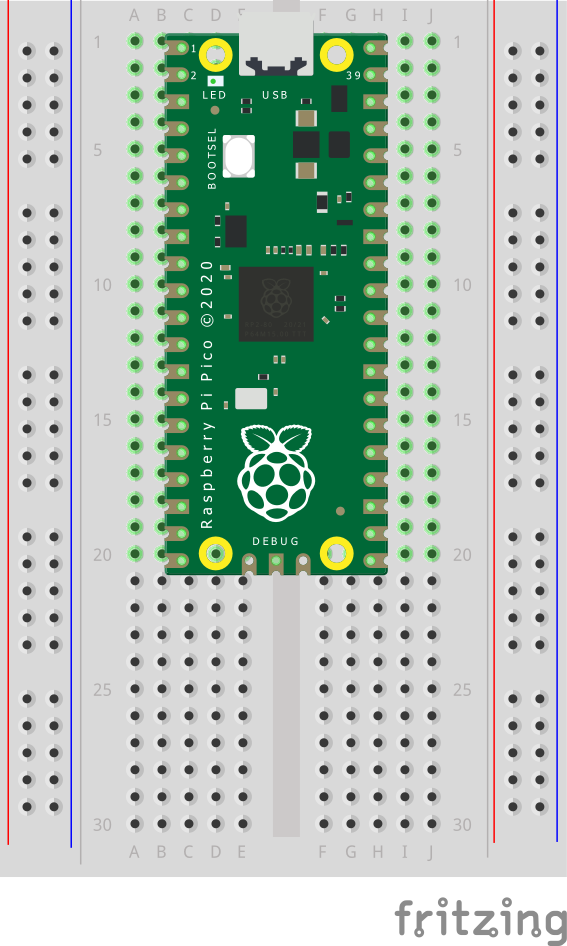 A B C D E F G H I J
1 1
1
2 39
LED USB
BOOTSEL
5 5
10 10
Raspberry Pi Pico ©2020
15 15
DEBUG
20 20
25 25
30 30
A B C D E F G H I J
fritzing